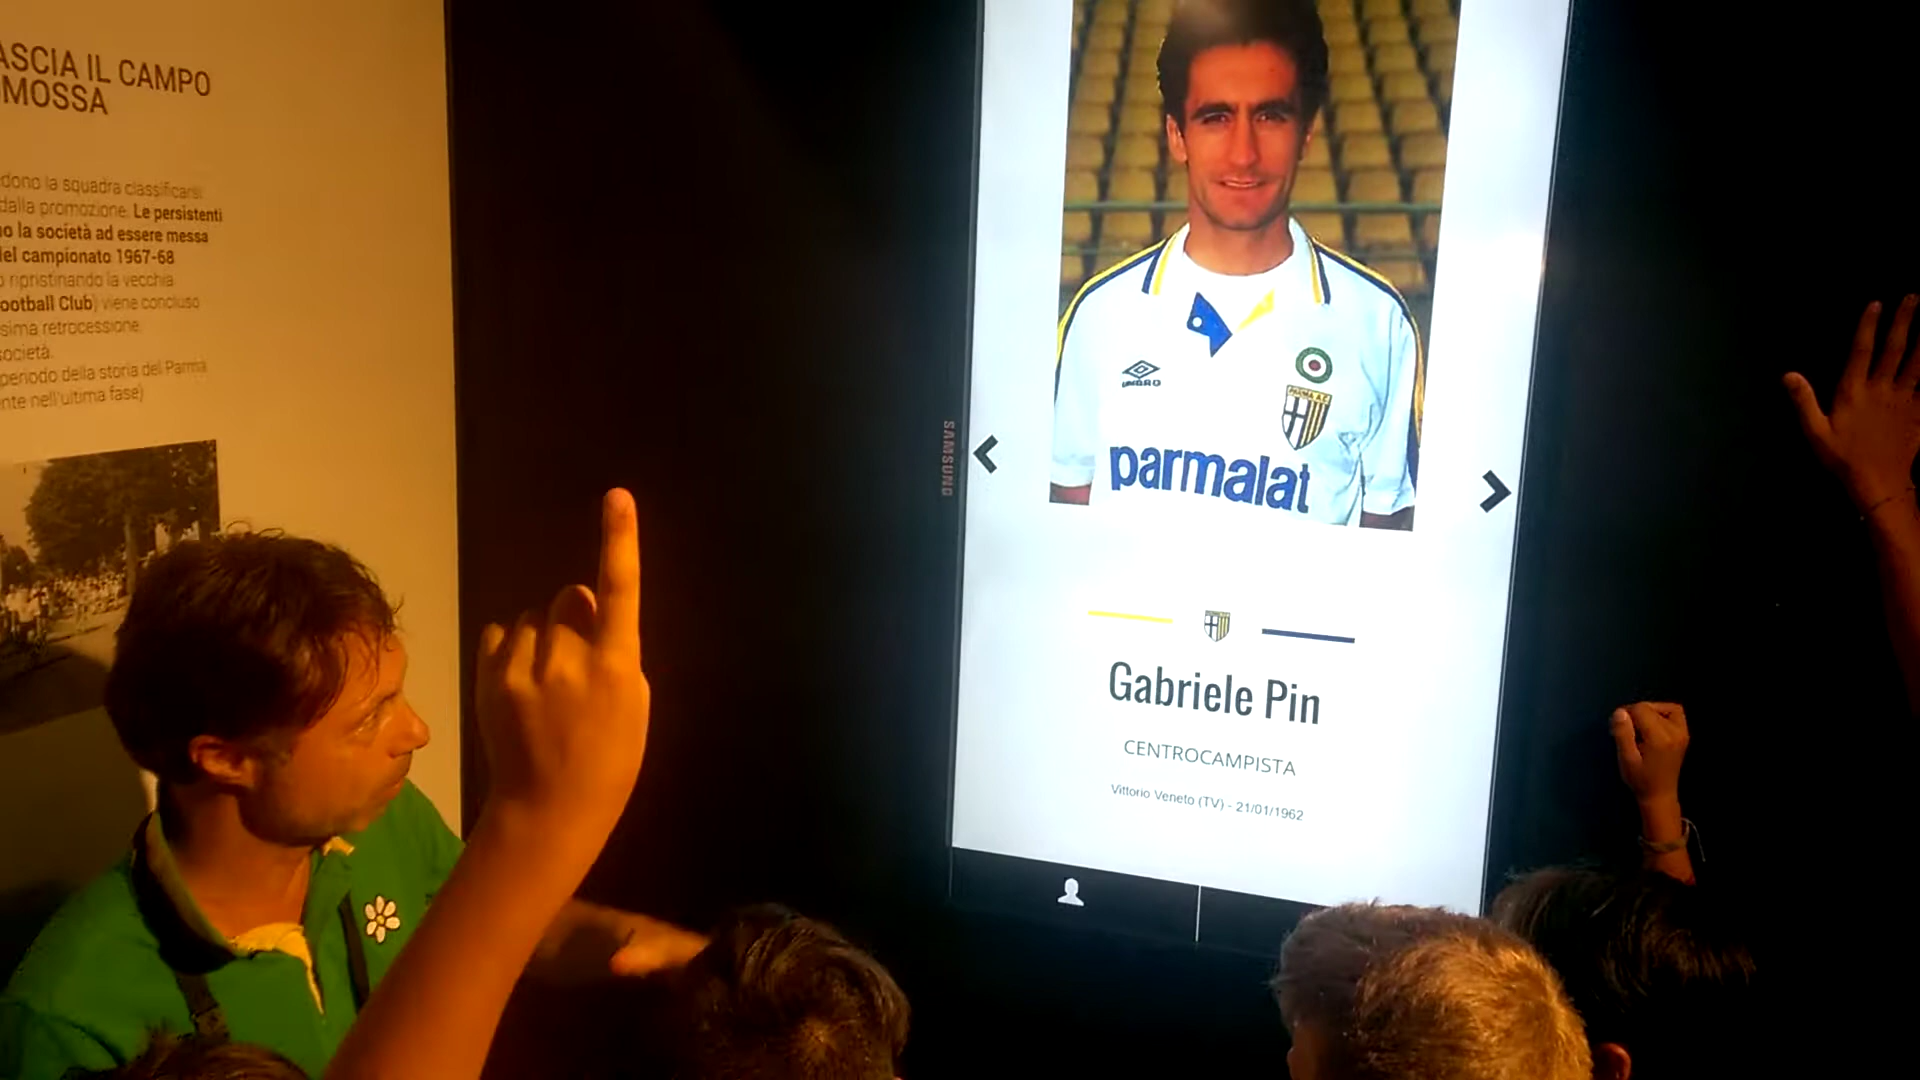 ASCIA IL CAMPO
MOSSA
dono la squadra classificarsi
dalla promozione. Le persistenti
no la società ad essere messa
del campionato 1967-68
o ripristinando la vecchia
ootball Club) viene concluso
sima retrocessione.
società.
periodo della storia del Parma
nte nell'ultima fase)
SAMSUNG
UMBRO
PARMA A.C.
parmalat
Gabriele Pin
CENTROCAMPISTA
Vittorio Veneto (TV) - 21/01/1962